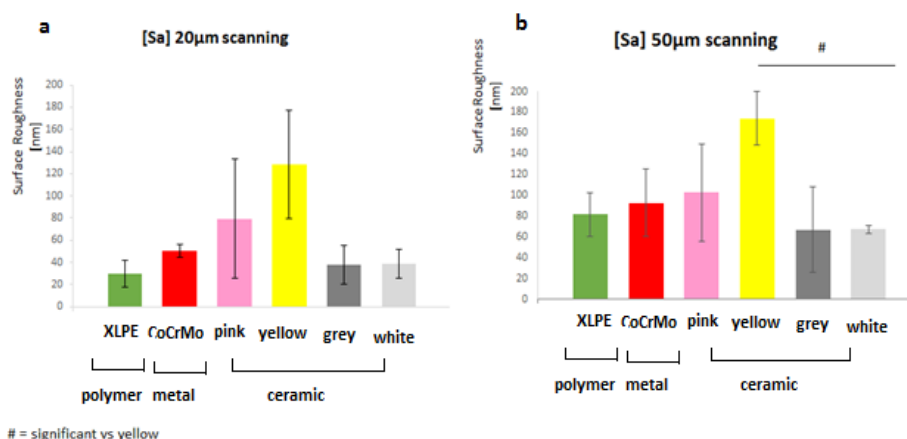 a
[Sa] 20µm scanning
Surface Roughness
[nm]
200
180
160
140
120
100
80
60
40
20
0
XLPE CoCrMo pink yellow grey white
polymer metal ceramic
# = significant vs yellow
b
[Sa] 50µm scanning
#
Surface Roughness
[nm]
200
180
160
140
120
100
80
60
40
20
0
XLPE CoCrMo pink yellow grey white
polymer metal ceramic